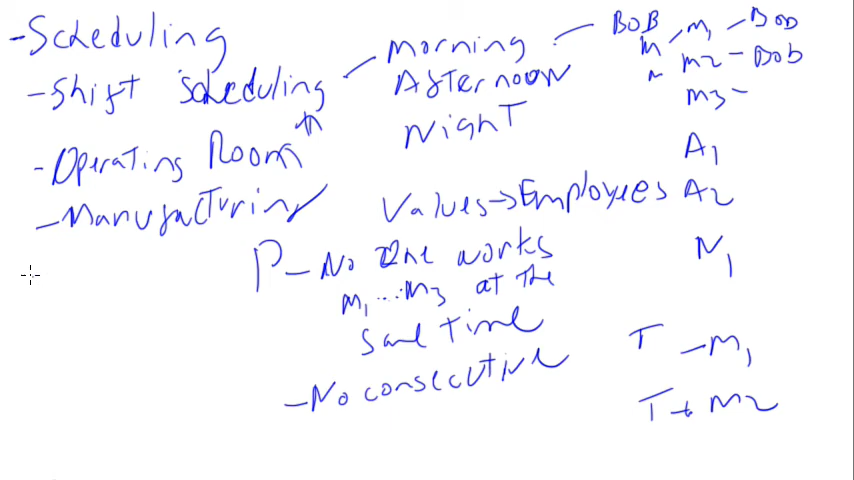 -Scheduling
-Shift Scheduling
-Operating Room
-Manufacturing
Morning
Afternoon
Night
BOB
M
M1 - BOB
M2 - Bob
M3 -
A1
A2
N1
Values→Employees
P-No One works
M1...M3 at the
Same Time
-No consecutive
T -M1
T+ M2